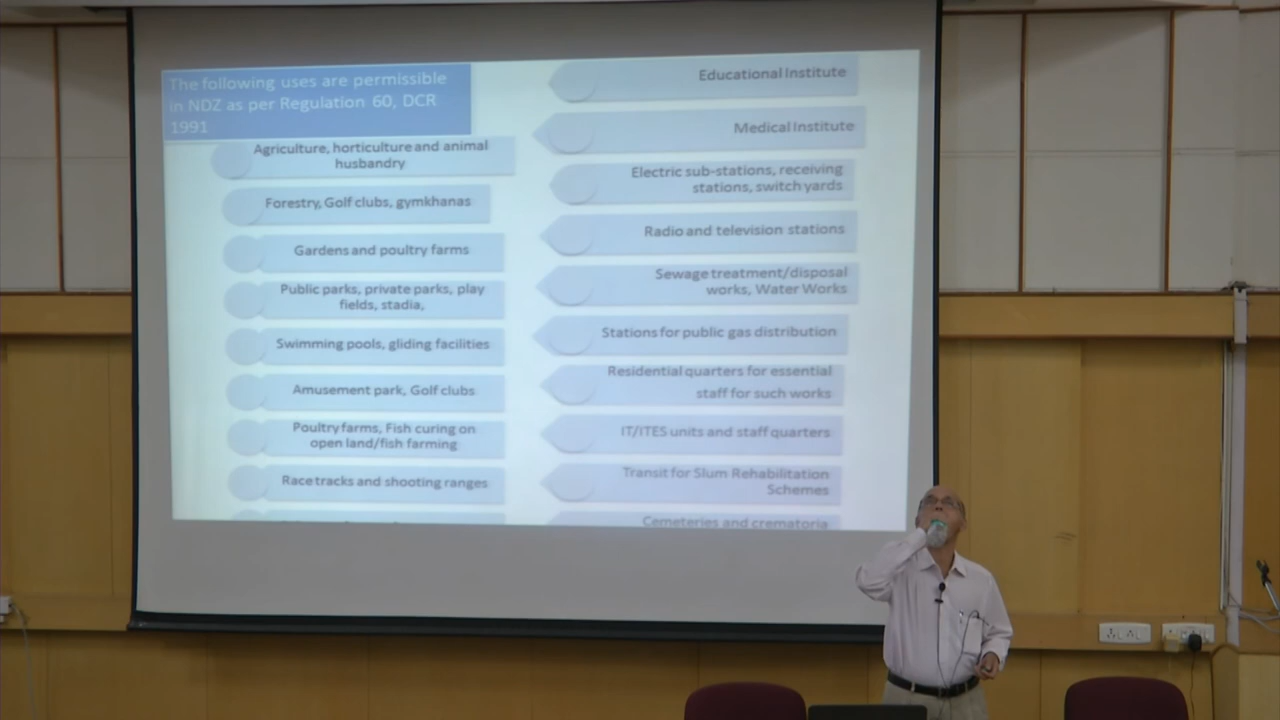 The following uses are permissible
in NDZ as per Regulation 60, DCR
1991
Agriculture, horticulture and animal
husbandry
Forestry, Golf clubs, gymkhanas
Gardens and poultry farms
Public parks, private parks, play
fields, stadia,
Swimming pools, gliding facilities
Amusement park, Golf clubs
Poultry farms, Fish curing on
open land/fish farming
Race tracks and shooting ranges
Educational Institute
Medical Institute
Electric sub-stations, receiving
stations, switch yards
Radio and television stations
Sewage treatment/disposal
works, Water Works
Stations for public gas distribution
Residential quarters for essential
staff for such works
IT/ITES units and staff quarters
Transit for Slum Rehabilitation
Schemes
Cemeteries and crematoria